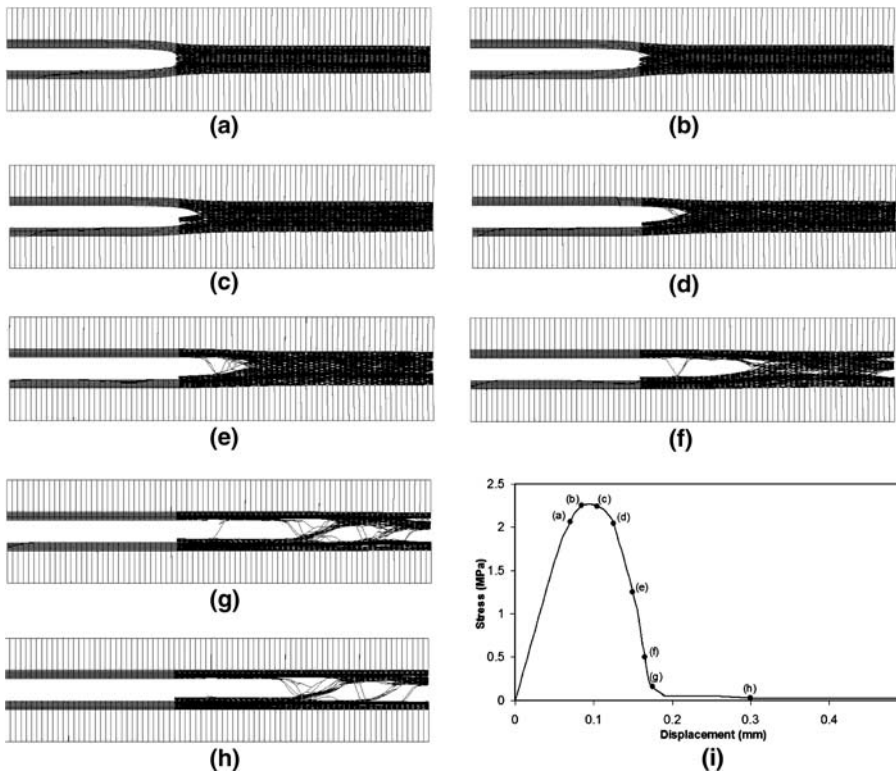 (a)
(b)
(c)
(d)
(e)
(f)
(g)
(h)
2.5
2
1.5
1
0.5
0
Stress (MPa)
(a)
(b)
(c)
(d)
(e)
(f)
(g)
(h)
0
0.1
0.2
0.3
0.4
Displacement (mm)
(i)